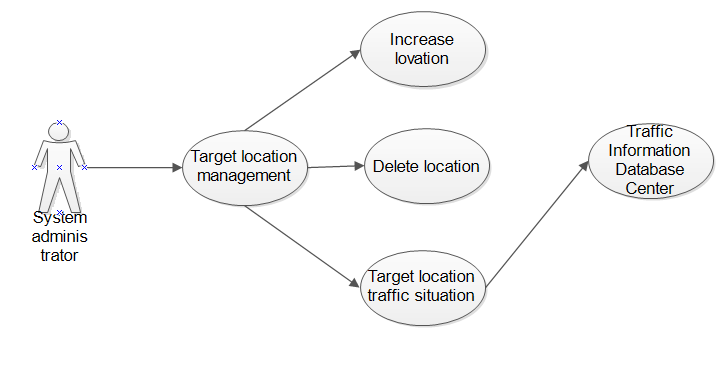 Increase
lovation
Traffic
Information
Database
Center
Target location
management
Delete location
System
adminis
trator
Target location
traffic situation